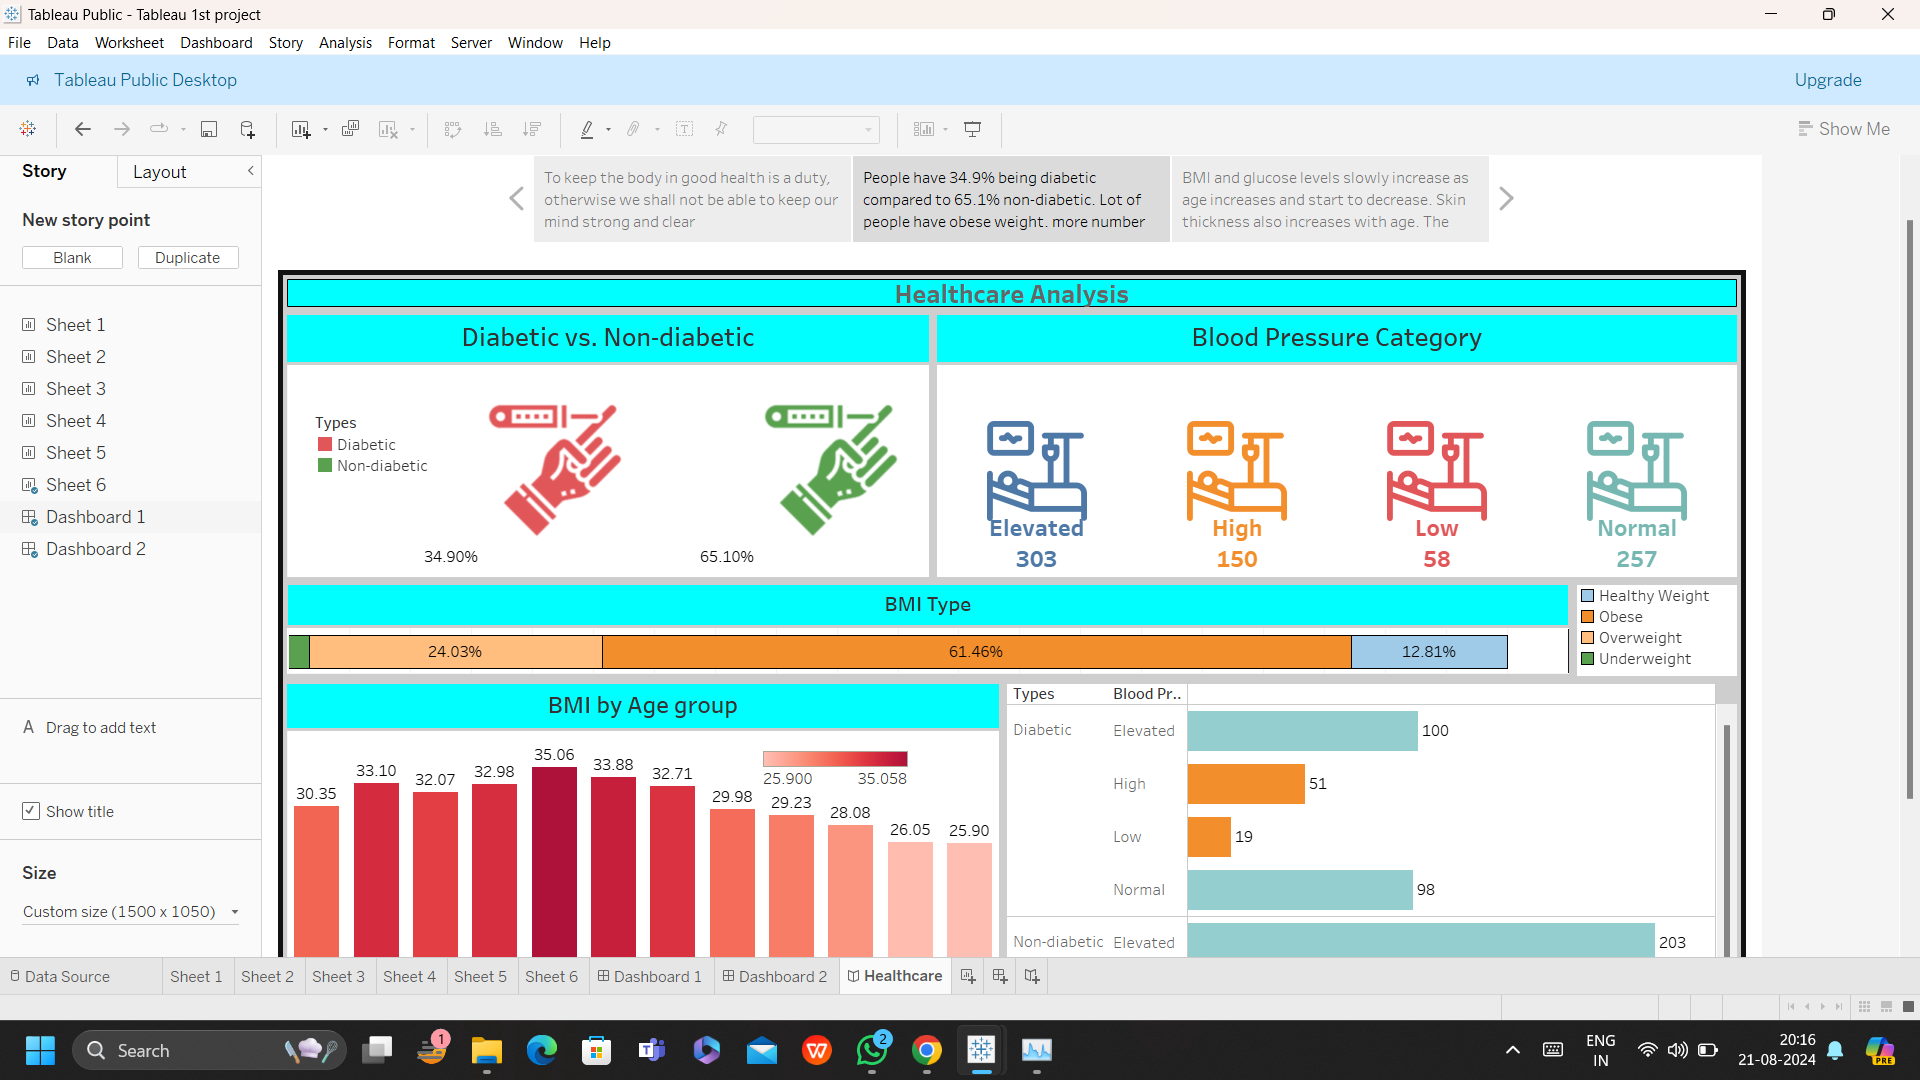 Tableau Public - Tableau 1st project
File Data Worksheet Dashboard Story Analysis Format Server Window Help
Tableau Public Desktop
Upgrade
Show Me
Story
Layout
New story point
Blank
Duplicate
Sheet 1
Sheet 2
Sheet 3
Sheet 4
Sheet 5
Sheet 6
Dashboard 1
Dashboard 2
A Drag to add text
Show title
Size
Custom size (1500 x 1050)
To keep the body in good health is a duty,
otherwise we shall not be able to keep our
mind strong and clear
People have 34.9% being diabetic
compared to 65.1% non-diabetic. Lot of
people have obese weight. more number
BMI and glucose levels slowly increase as
age increases and start to decrease. Skin
thickness also increases with age. The
Healthcare Analysis
Diabetic vs. Non-diabetic
Types
Diabetic
Non-diabetic
34.90%
65.10%
Blood Pressure Category
Elevated
303
High
150
Low
58
Normal
257
BMI Type
24.03%
61.46%
12.81%
Healthy Weight
Obese
Overweight
Underweight
BMI by Age group
25.900
35.058
30.35
33.10
32.07
32.98
35.06
33.88
32.71
29.98
29.23
28.08
26.05
25.90
Types Blood Pr..
Diabetic Elevated 100
High 51
Low 19
Normal 98
Non-diabetic Elevated 203
Data Source Sheet 1 Sheet 2 Sheet 3 Sheet 4 Sheet 5 Sheet 6 Dashboard 1 Dashboard 2 Healthcare
Search
1
2
W
PRE
ENG
IN
20:16
21-08-2024